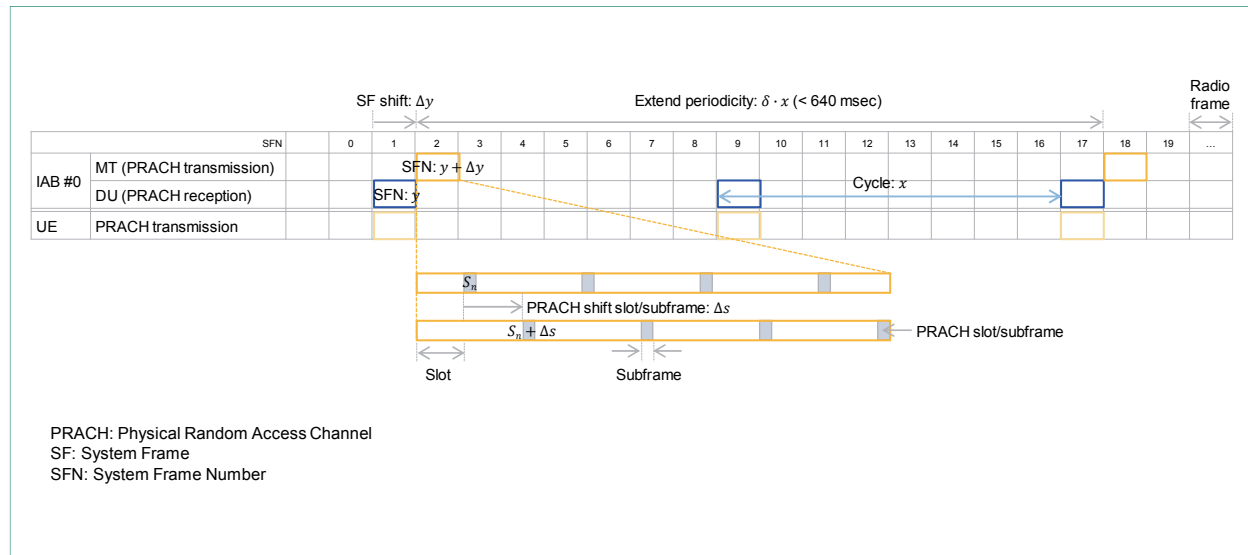 SF shift: Δy
Extend periodicity: δ · x (< 640 msec)
Radio frame
SFN 0 1 2 3 4 5 6 7 8 9 10 11 12 13 14 15 16 17 18 19 ...
IAB #0
MT (PRACH transmission)
SFN: y + Δy
DU (PRACH reception)
SFN: y
Cycle: x
UE
PRACH transmission
Sₙ
PRACH shift slot/subframe: Δs
Sₙ + Δs
PRACH slot/subframe
Slot
Subframe
PRACH: Physical Random Access Channel
SF: System Frame
SFN: System Frame Number